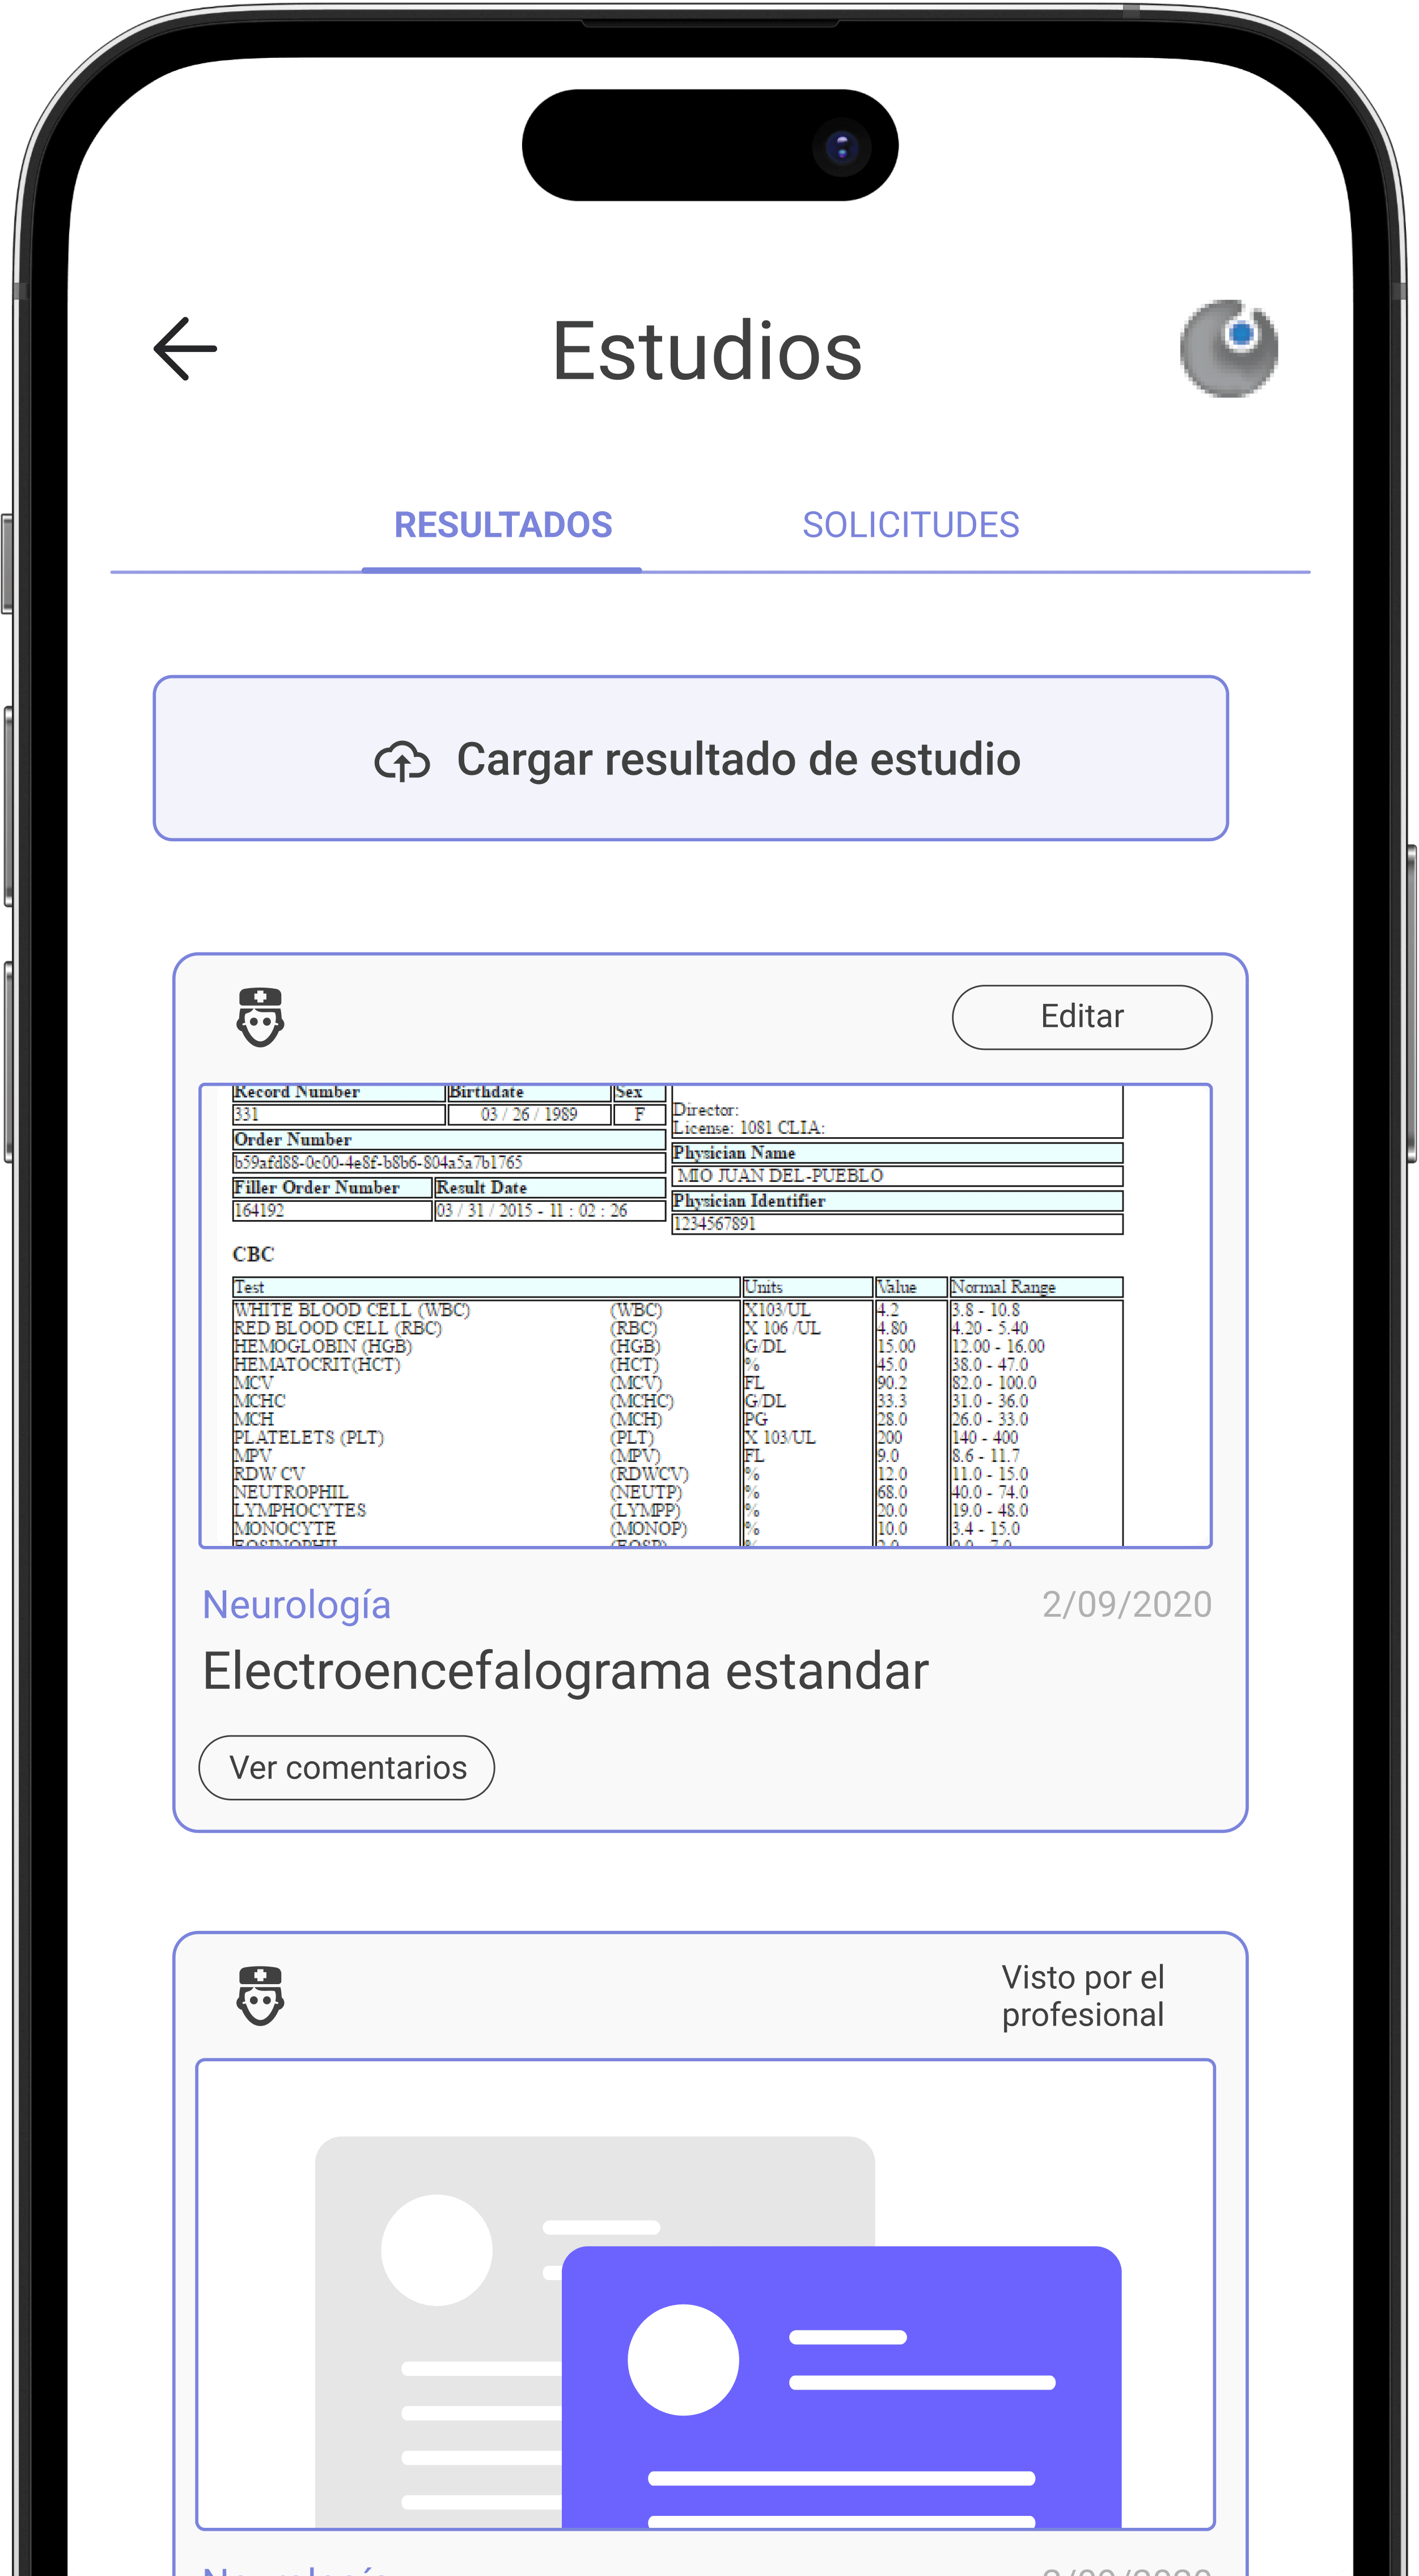 Estudios
RESULTADOS SOLICITUDES
Cargar resultado de estudio
Editar
Record Number Birthdate Sex
331 03 / 26 / 1989 F
Director:
License: 1081 CLIA:
Order Number
b59afd88-0c00-4e8f-b8b6-804a5a7b1765
Physician Name
MIO JUAN DEL-PUEBLO
Filler Order Number Result Date
164192 03 / 31 / 2015 - 11 : 02 : 26
Physician Identifier
1234567891
CBC
Test Units Value Normal Range
WHITE BLOOD CELL (WBC) (WBC) X103/UL 4.2 3.8 - 10.8
RED BLOOD CELL (RBC) (RBC) X 106 /UL 4.80 4.20 - 5.40
HEMOGLOBIN (HGB) (HGB) G/DL 15.00 12.00 - 16.00
HEMATOCRIT(HCT) (HCT) % 45.0 38.0 - 47.0
MCV (MCV) FL 90.2 82.0 - 100.0
MCHC (MCHC) G/DL 33.3 31.0 - 36.0
MCH (MCH) PG 28.0 26.0 - 33.0
PLATELETS (PLT) (PLT) X 103/UL 200 140 - 400
MPV (MPV) FL 9.0 8.6 - 11.7
RDW CV (RDWCV) % 12.0 11.0 - 15.0
NEUTROPHIL (NEUTP) % 68.0 40.0 - 74.0
LYMPHOCYTES (LYMPP) % 20.0 19.0 - 48.0
MONOCYTE (MONOP) % 10.0 3.4 - 15.0
Neurología 2/09/2020
Electroencefalograma estandar
Ver comentarios
Visto por el
profesional